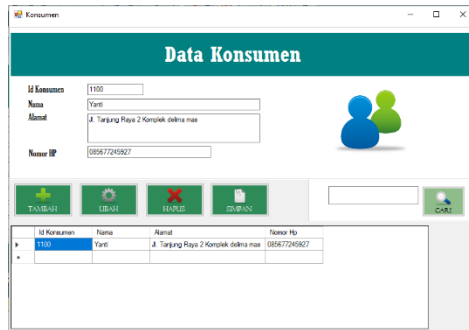 Konsumen
Data Konsumen
Id Konsumen 1100
Nama Yanti
Alamat Jl. Tanjung Raya 2 Komplek delima mas
Nomor HP 085677245927
TAMBAH UBAH HAPUS SIMPAN CARI
Id Konsumen Nama Alamat Nomor Hp
1100 Yanti Jl. Tanjung Raya 2 Komplek delima mas 085677245927